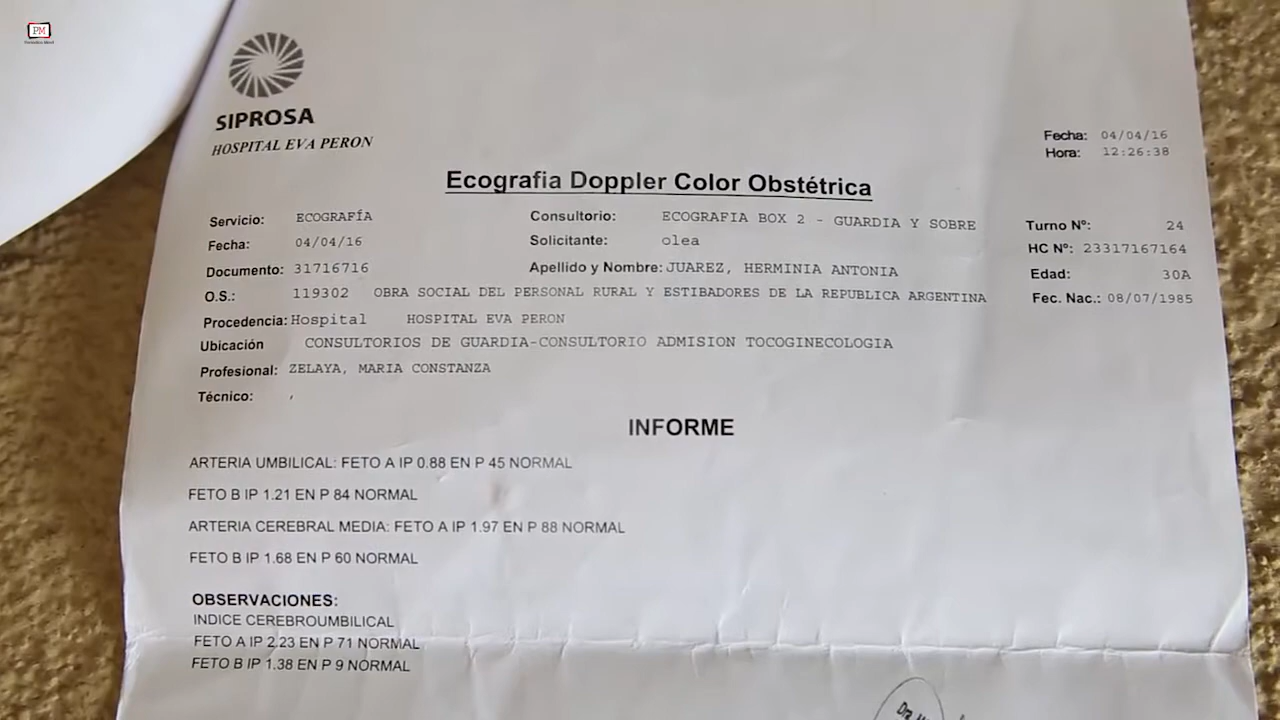 PM
SIPROSA
HOSPITAL EVA PERON
Fecha: 04/04/16
Hora: 12:26:38
Ecografia Doppler Color Obstétrica
Servicio: ECOGRAFÍA Consultorio: ECOGRAFIA BOX 2 - GUARDIA Y SOBRE Turno Nº: 24
Fecha: 04/04/16 Solicitante: olea HC Nº: 23317167164
Documento: 31716716 Apellido y Nombre: JUAREZ, HERMINIA ANTONIA Edad: 30A
O.S.: 119302 OBRA SOCIAL DEL PERSONAL RURAL Y ESTIBADORES DE LA REPUBLICA ARGENTINA Fec. Nac.: 08/07/1985
Procedencia: Hospital HOSPITAL EVA PERON
Ubicación CONSULTORIOS DE GUARDIA-CONSULTORIO ADMISION TOCOGINECOLOGIA
Profesional: ZELAYA, MARIA CONSTANZA
Técnico: ,
INFORME
ARTERIA UMBILICAL: FETO A IP 0.88 EN P 45 NORMAL
FETO B IP 1.21 EN P 84 NORMAL
ARTERIA CEREBRAL MEDIA: FETO A IP 1.97 EN P 88 NORMAL
FETO B IP 1.68 EN P 60 NORMAL
OBSERVACIONES:
INDICE CEREBROUMBILICAL
FETO A IP 2.23 EN P 71 NORMAL
FETO B IP 1.38 EN P 9 NORMAL
Dra.